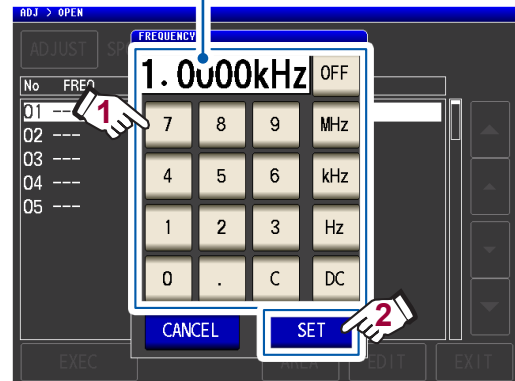 ADJ > OPEN
ADJUST SP
FREQUENCY
1.0000kHz OFF
No FREQ
01 ---
02 ---
03 ---
04 ---
05 ---
1
7 8 9 MHz
4 5 6 kHz
1 2 3 Hz
0 . C DC
2
CANCEL SET
EXEC AREA EDIT EXIT